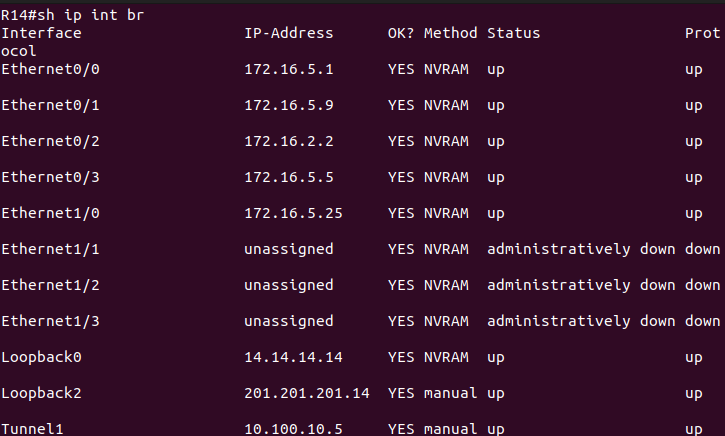 R14#sh ip int br
Interface                  IP-Address      OK? Method Status                Prot
ocol
Ethernet0/0                172.16.5.1      YES NVRAM  up                    up
Ethernet0/1                172.16.5.9      YES NVRAM  up                    up
Ethernet0/2                172.16.2.2      YES NVRAM  up                    up
Ethernet0/3                172.16.5.5      YES NVRAM  up                    up
Ethernet1/0                172.16.5.25     YES NVRAM  up                    up
Ethernet1/1                unassigned      YES NVRAM  administratively down down
Ethernet1/2                unassigned      YES NVRAM  administratively down down
Ethernet1/3                unassigned      YES NVRAM  administratively down down
Loopback0                  14.14.14.14     YES NVRAM  up                    up
Loopback2                  201.201.201.14  YES manual up                    up
Tunnel1                    10.100.10.5     YES manual up                    up